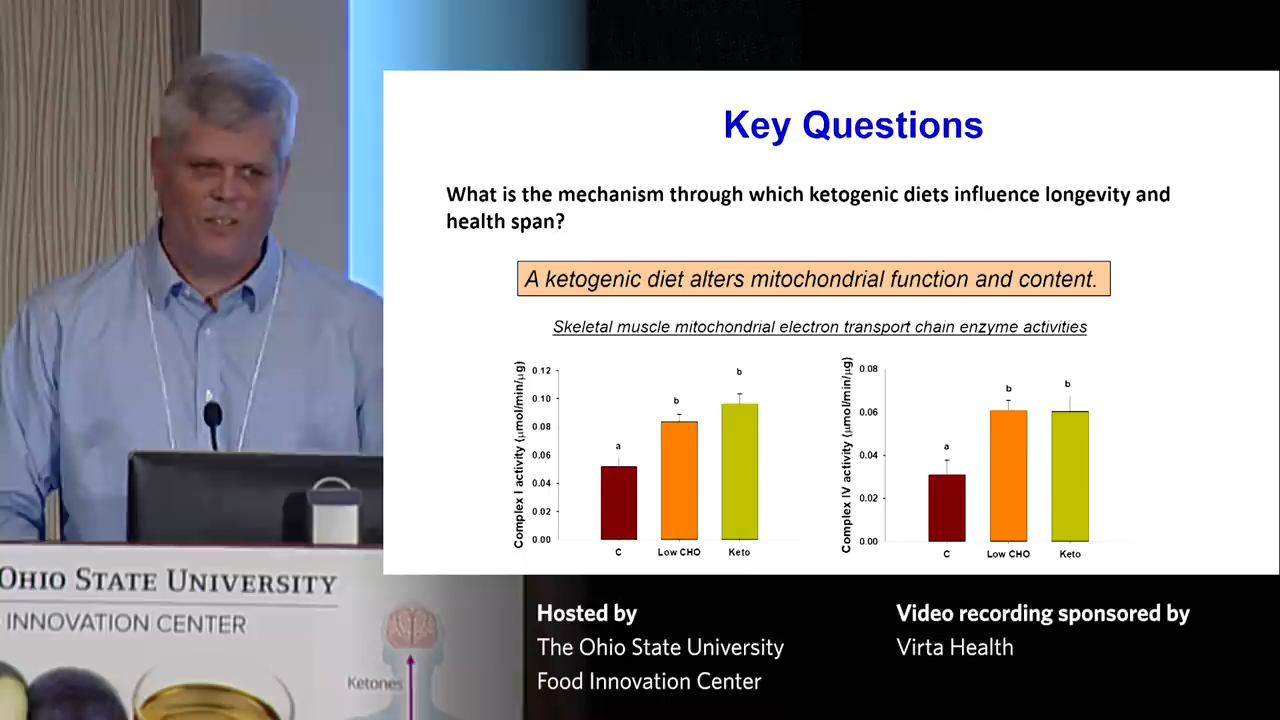 Key Questions
What is the mechanism through which ketogenic diets influence longevity and
health span?
A ketogenic diet alters mitochondrial function and content.
Skeletal muscle mitochondrial electron transport chain enzyme activities
Complex I activity (μmol/min/μg)
0.12
0.10
0.08
0.06
0.04
0.02
0.00
a
b
b
C
Low CHO
Keto
Complex IV activity (μmol/min/μg)
0.08
0.06
0.04
0.02
0.00
a
b
b
C
Low CHO
Keto
OHIO STATE UNIVERSITY
INNOVATION CENTER
Ketones
Hosted by
The Ohio State University
Food Innovation Center
Video recording sponsored by
Virta Health